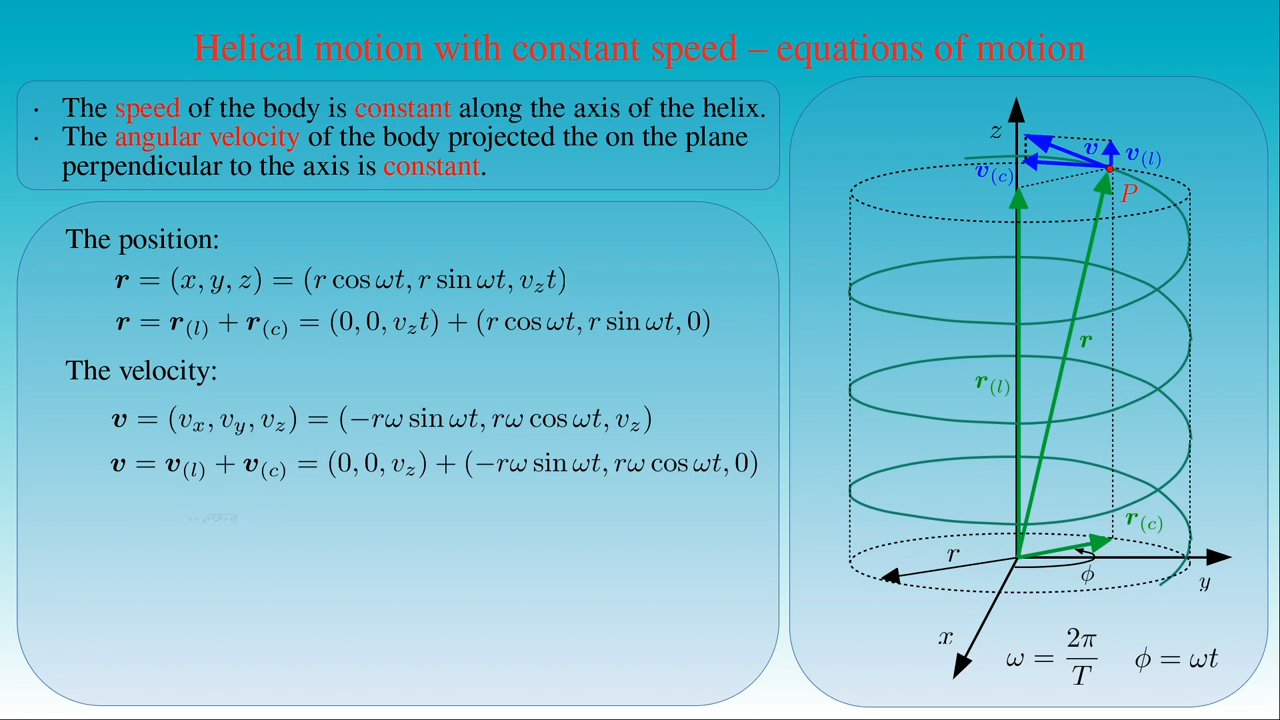 Helical motion with constant speed – equations of motion
· The speed of the body is constant along the axis of the helix.
· The angular velocity of the body projected the on the plane
perpendicular to the axis is constant.
The position:
r = (x, y, z) = (r cos ωt, r sin ωt, v_z t)
r = r_(l) + r_(c) = (0, 0, v_z t) + (r cos ωt, r sin ωt, 0)
The velocity:
v = (v_x, v_y, v_z) = (−rω sin ωt, rω cos ωt, v_z)
v = v_(l) + v_(c) = (0, 0, v_z) + (−rω sin ωt, rω cos ωt, 0)
z
v
v_(l)
v_(c)
P
r
r_(l)
r_(c)
r
ϕ
y
x
ω = 2π/T
ϕ = ωt